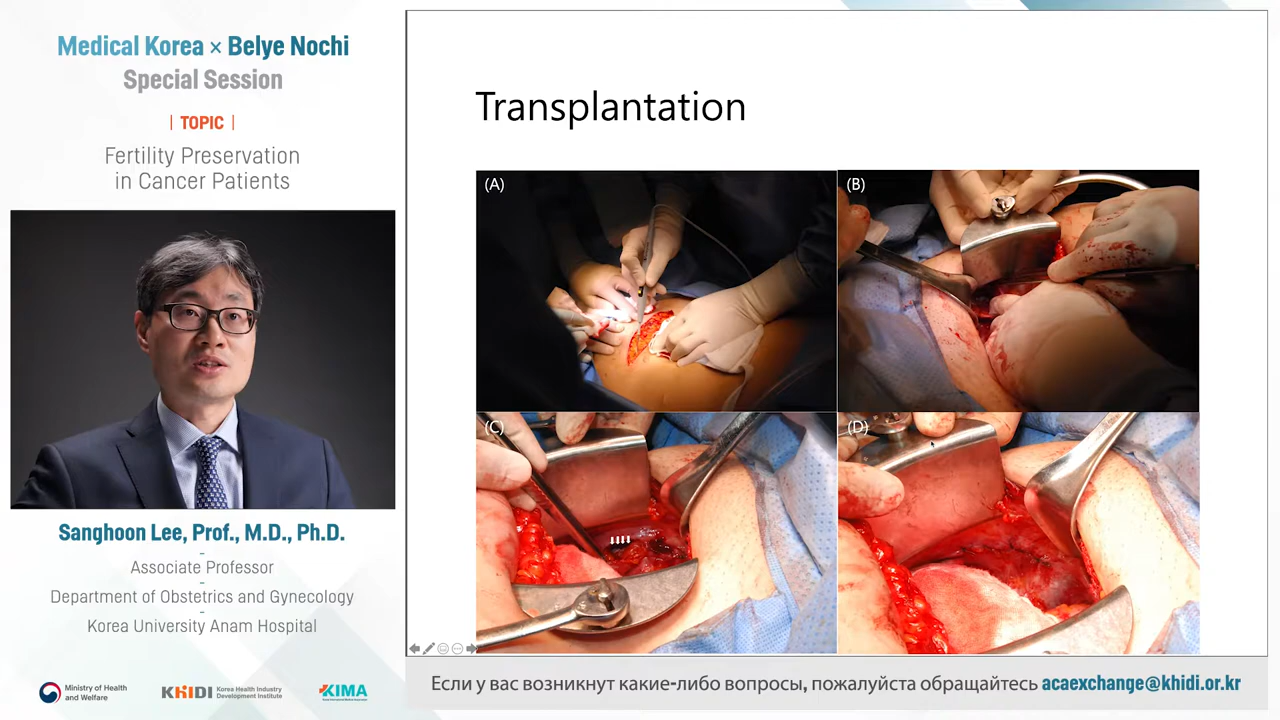 Medical Korea × Belye Nochi
Special Session
| TOPIC |
Fertility Preservation
in Cancer Patients
Sanghoon Lee, Prof., M.D., Ph.D.
-
Associate Professor
-
Department of Obstetrics and Gynecology
-
Korea University Anam Hospital
Ministry of Health
and Welfare
KHIDI Korea Health Industry
Development Institute
KIMA
Transplantation
(A)
(B)
(C)
(D)
Если у вас возникнут какие-либо вопросы, пожалуйста обращайтесь acaexchange@khidi.or.kr